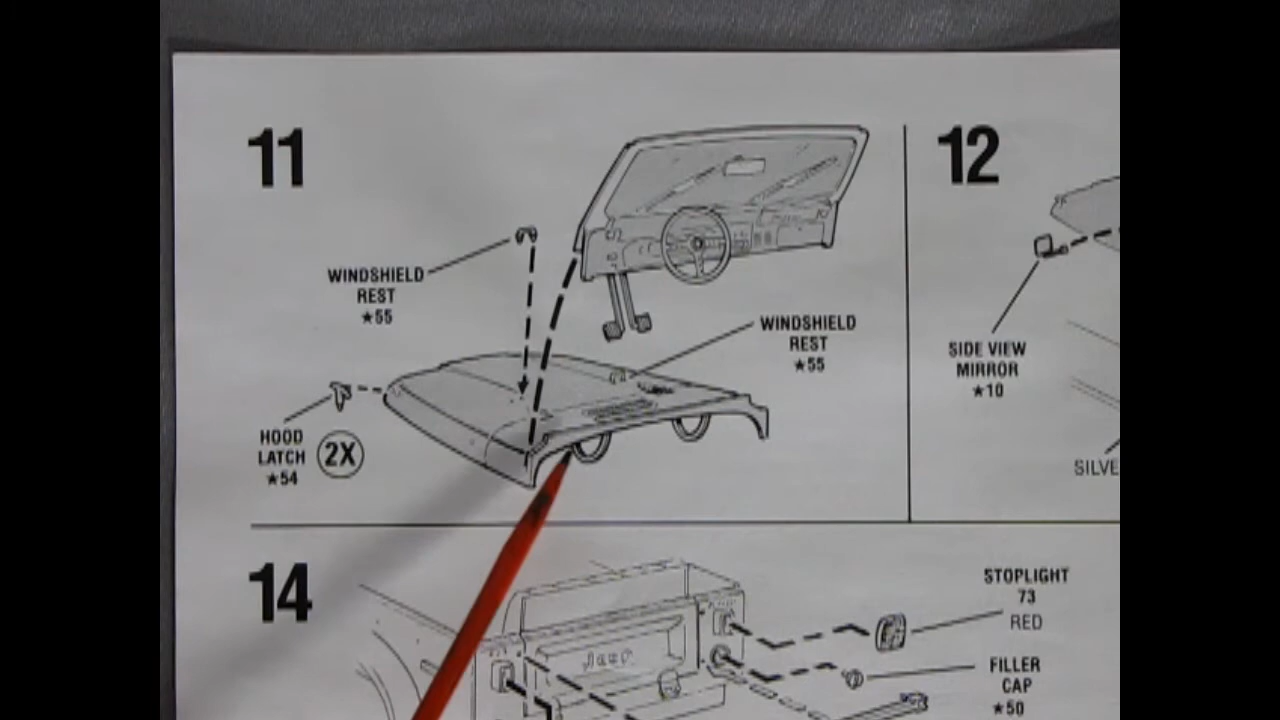 11
WINDSHIELD
REST
★55
WINDSHIELD
REST
★55
HOOD
LATCH
★54
2X
12
SIDE VIEW
MIRROR
★10
SILVE
14
Jeep
STOPLIGHT
73
RED
FILLER
CAP
★50